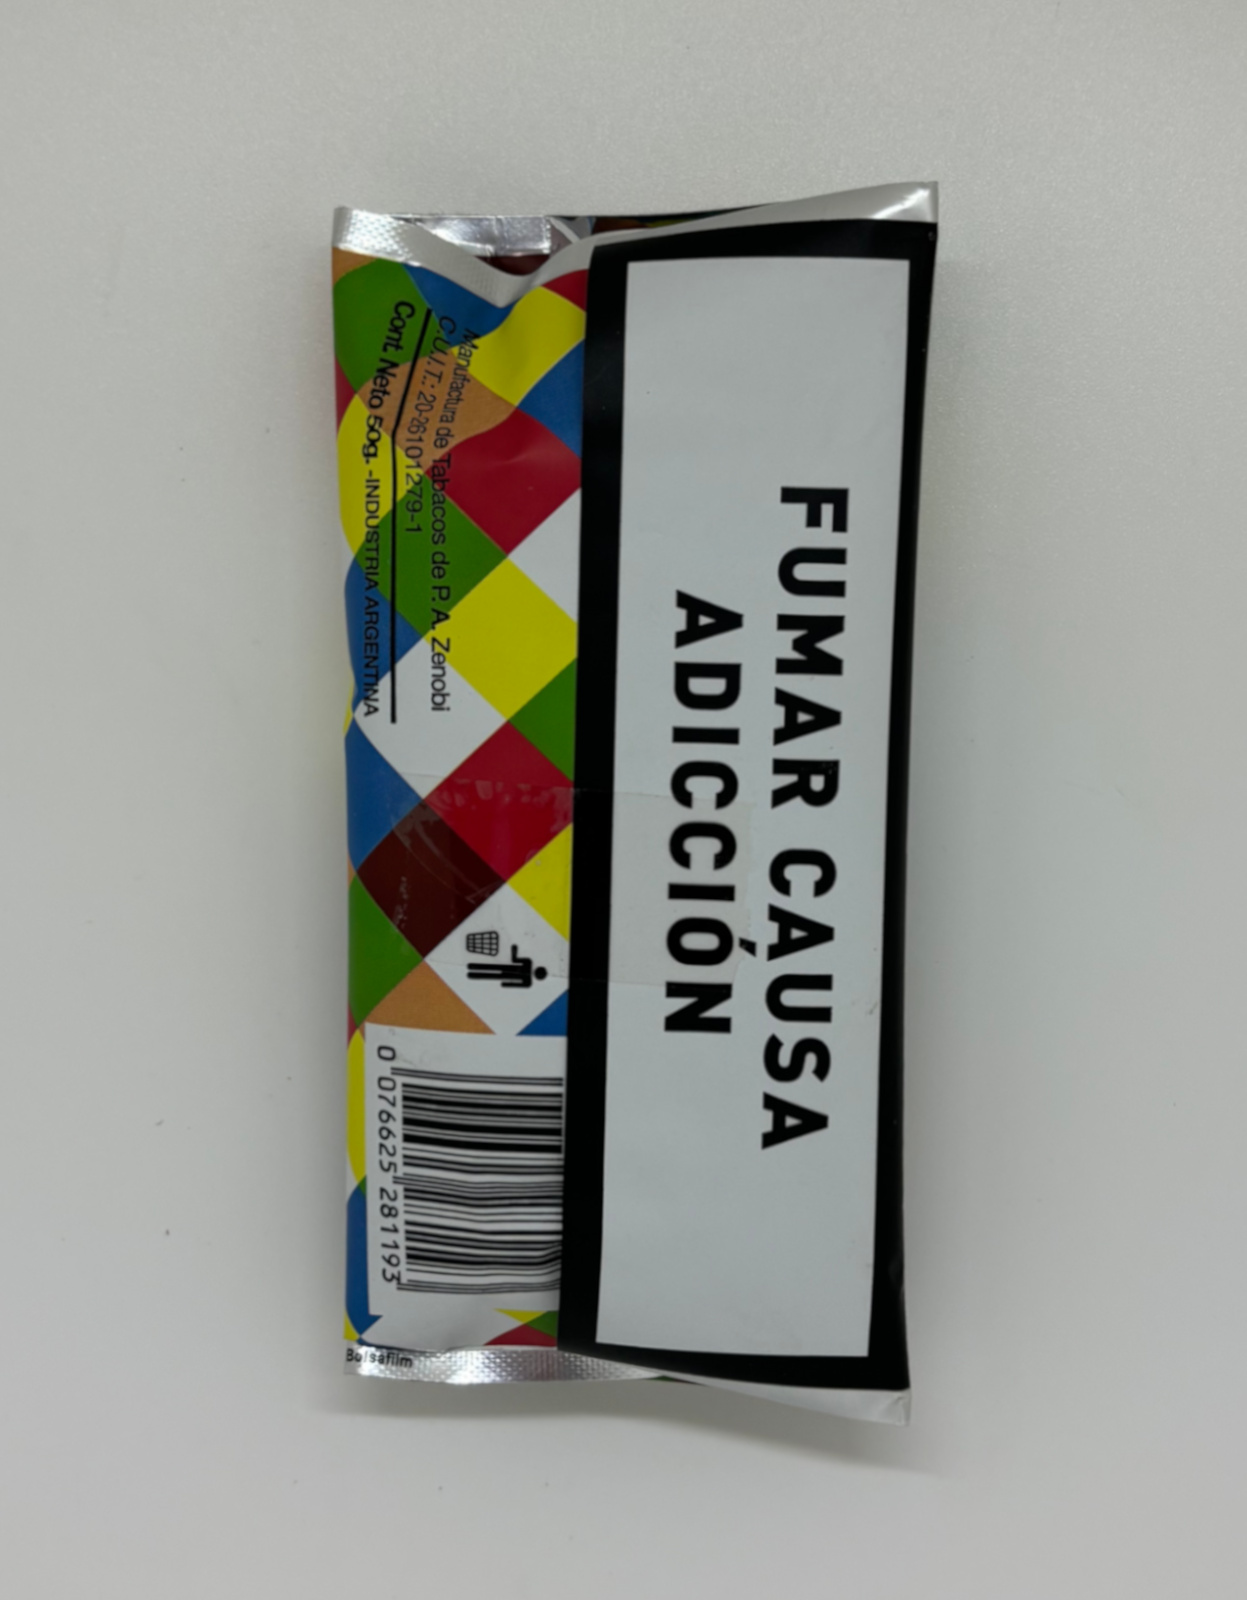 FUMAR CAUSA
ADICCIÓN
Manufactura de Tabacos de P. A. Zenobi
C.U.I.T.: 20-26101279-1
Cont. Neto 50g. -INDUSTRIA ARGENTINA
0 076625 281193
Bolsafilm